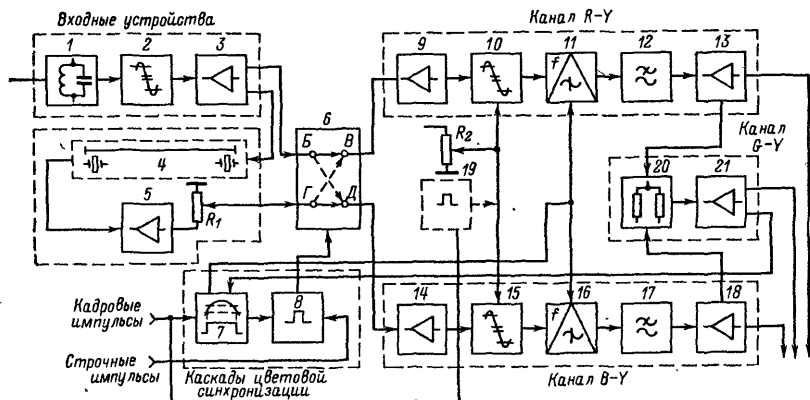 Входные устройства
Канал R-Y
1
2
3
9
10
11
12
13
f
6
Б
В
Г
Д
R2
19
Канал
G-Y
4
5
R1
20
21
Кадровые
импульсы
Строчные
импульсы
7
8
14
15
16
17
18
f
Каскады цветовой
синхронизации
Канал B-Y